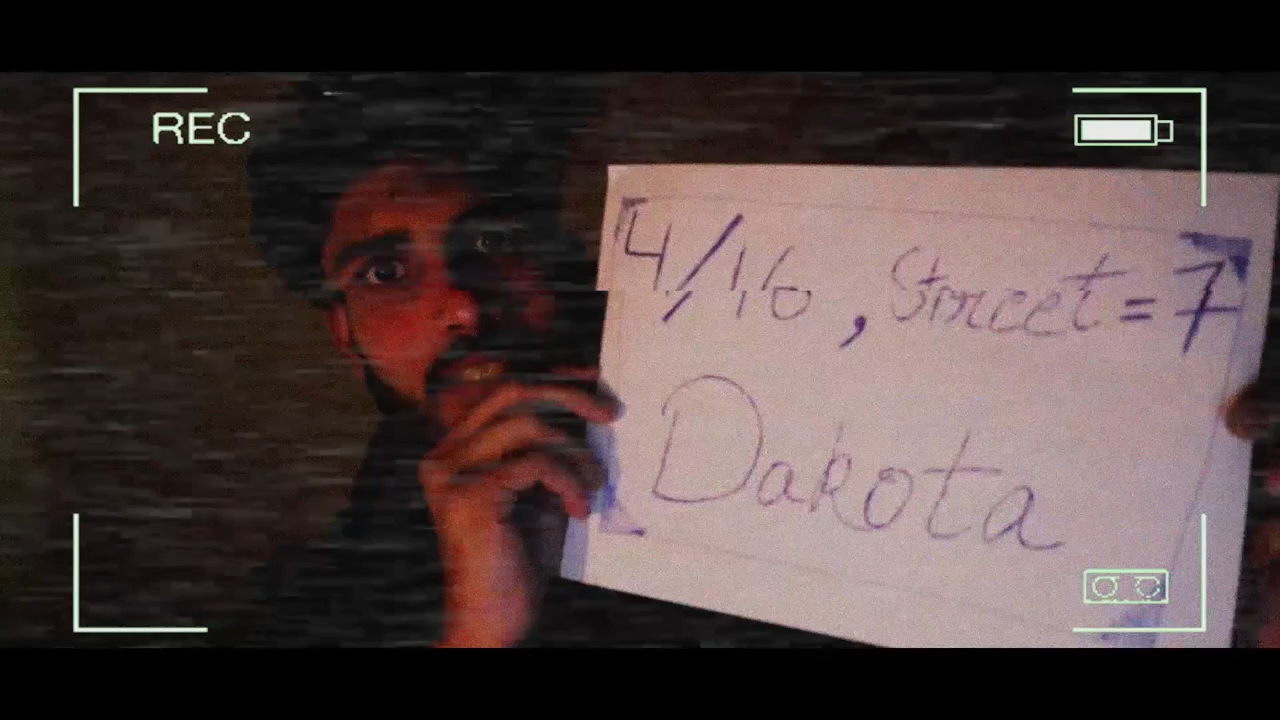 REC
4/16, Street = 7
Dakota